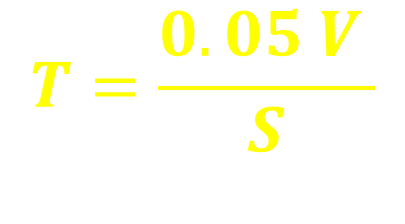 T = 0.05 V / S